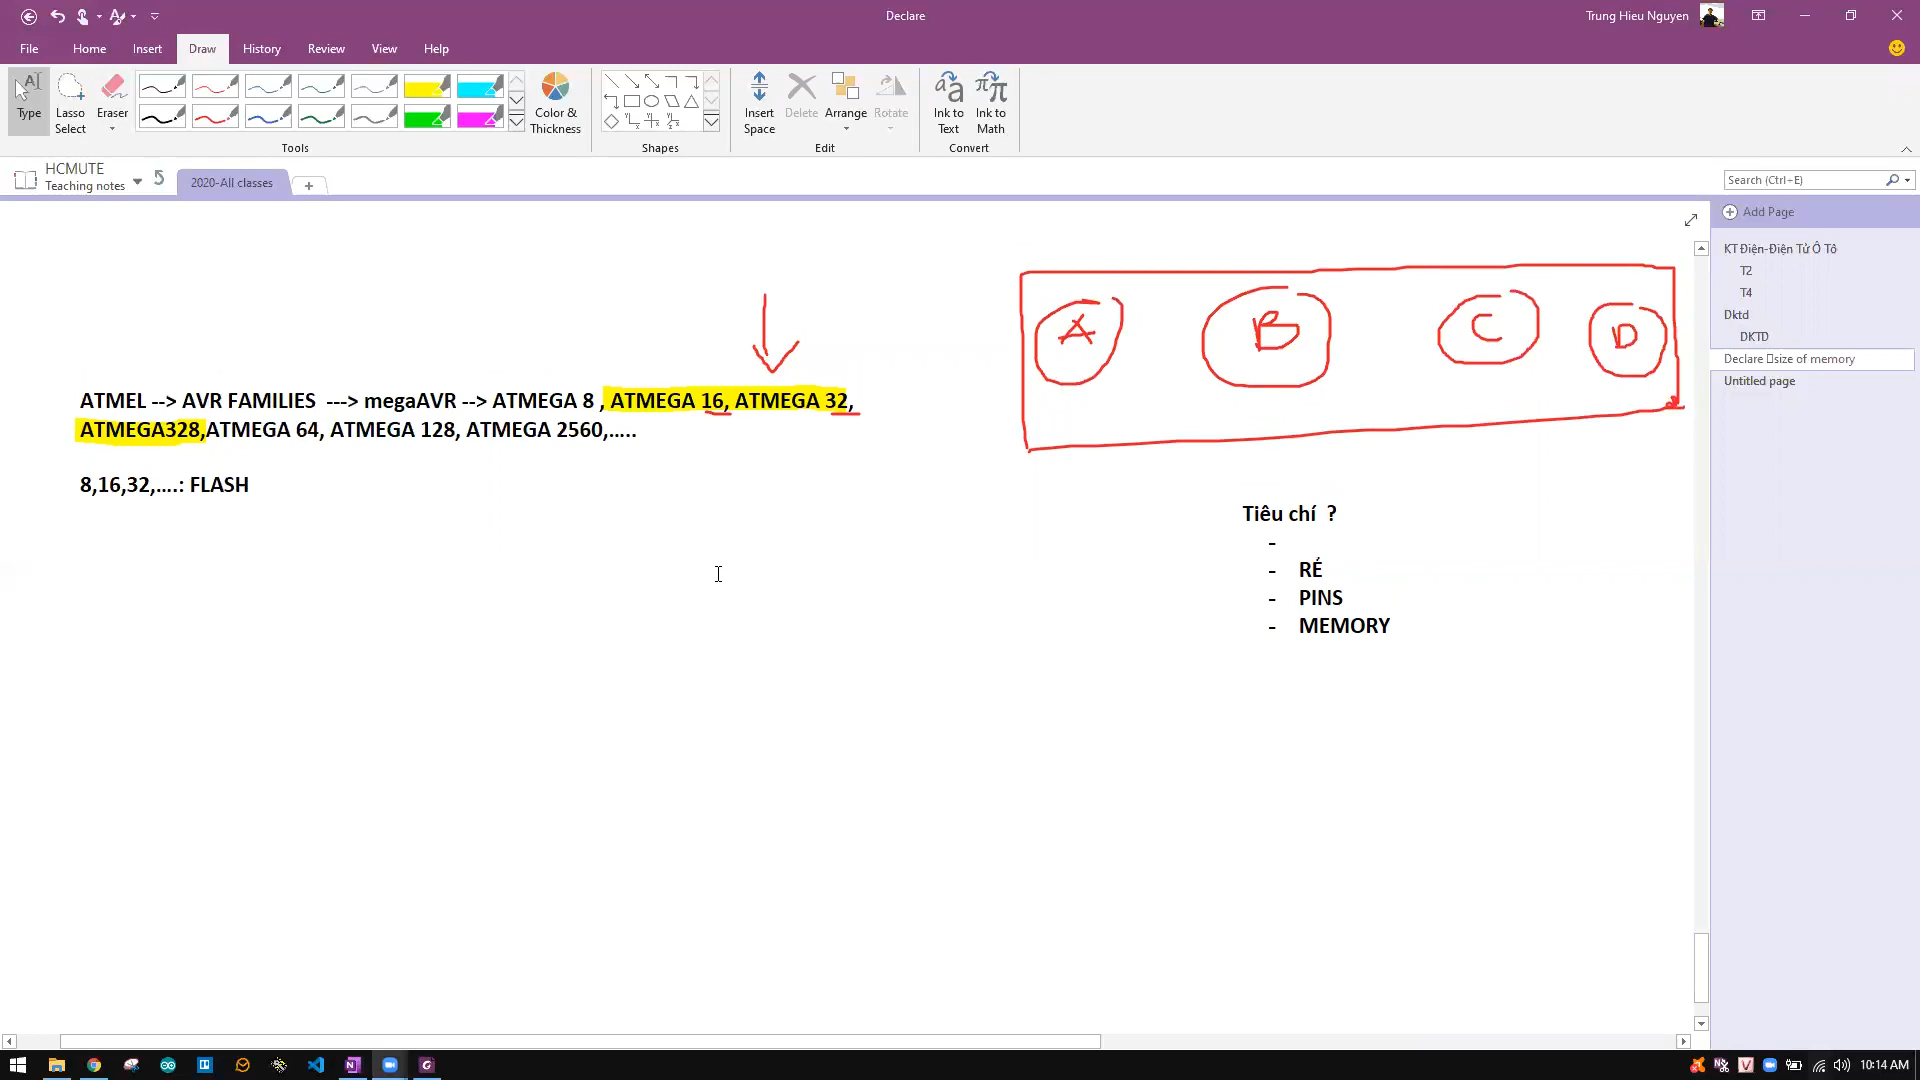 Declare
Trung Hieu Nguyen
File Home Insert Draw History Review View Help
Type
Lasso Select
Eraser
Color & Thickness
Insert Space
Delete
Arrange
Rotate
Ink to Text
Ink to Math
Tools
Shapes
Edit
Convert
HCMUTE
Teaching notes
2020-All classes
Search (Ctrl+E)
Add Page
KT Điện-Điện Tử Ô Tô
T2
T4
Dktd
DKTD
Declare size of memory
Untitled page
A B C D
ATMEL --> AVR FAMILIES ---> megaAVR --> ATMEGA 8 , ATMEGA 16, ATMEGA 32,
ATMEGA328,ATMEGA 64, ATMEGA 128, ATMEGA 2560,.....
8,16,32,....: FLASH
Tiêu chí ?
-
- RẺ
- PINS
- MEMORY
10:14 AM